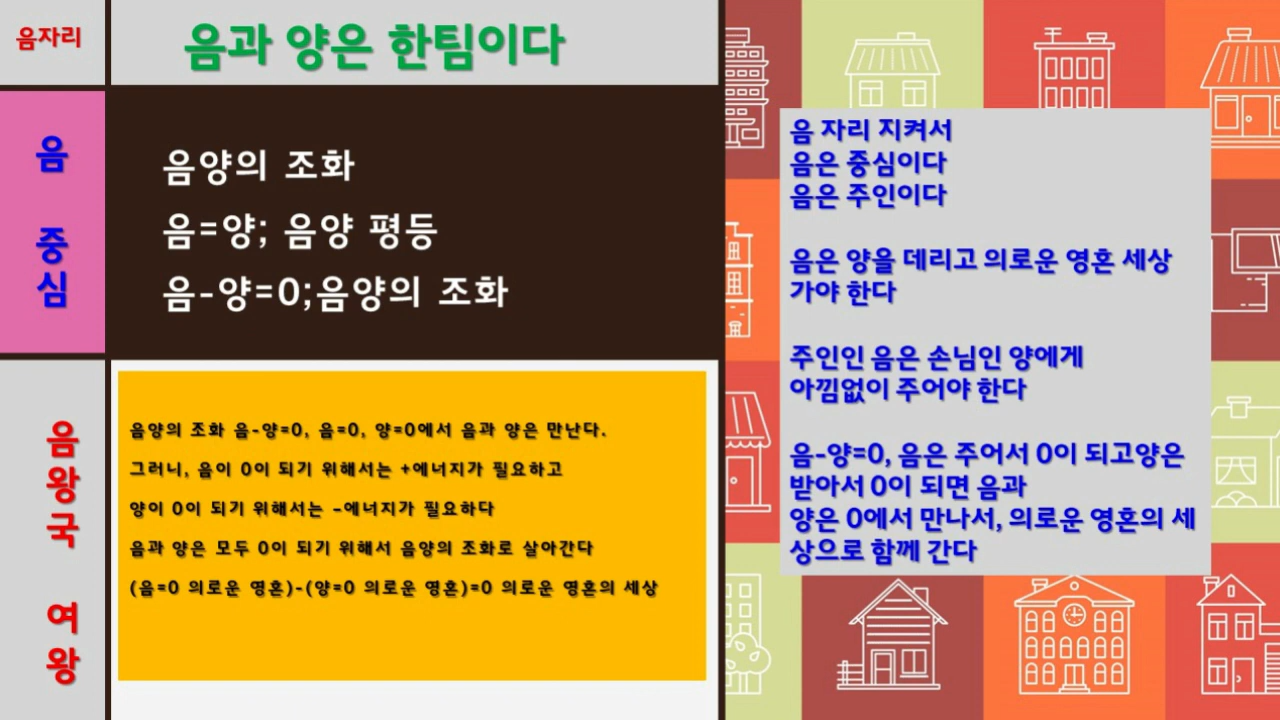 음자리
음과 양은 한팀이다
음
중
심
음양의 조화
음=양; 음양 평등
음-양=0;음양의 조화
음
왕
국
여
왕
음양의 조화 음-양=0, 음=0, 양=0에서 음과 양은 만난다.
그러니, 음이 0이 되기 위해서는 +에너지가 필요하고
양이 0이 되기 위해서는 -에너지가 필요하다
음과 양은 모두 0이 되기 위해서 음양의 조화로 살아간다
(음=0 의로운 영혼)-(양=0 의로운 영혼)=0 의로운 영혼의 세상
음 자리 지켜서
음은 중심이다
음은 주인이다
음은 양을 데리고 의로운 영혼 세상
가야 한다
주인인 음은 손님인 양에게
아낌없이 주어야 한다
음-양=0, 음은 주어서 0이 되고양은
받아서 0이 되면 음과
양은 0에서 만나서, 의로운 영혼의 세
상으로 함께 간다